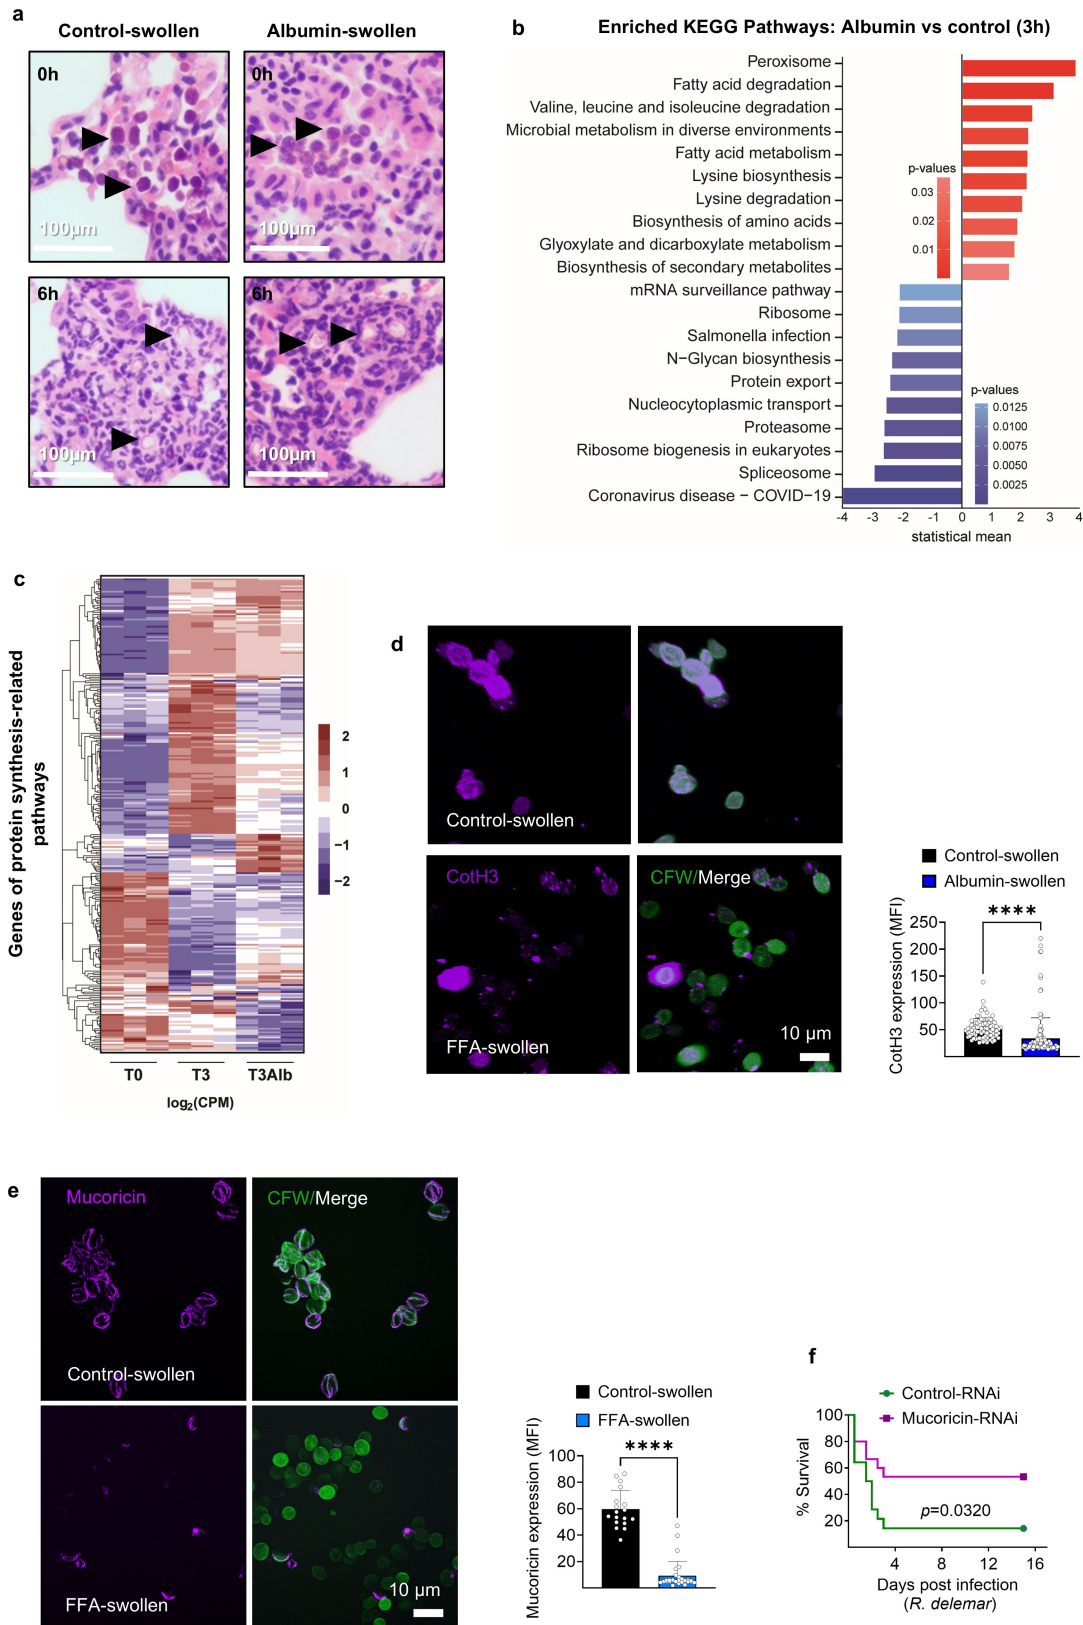 a
Control-swollen
Albumin-swollen
0h
100µm
0h
100µm
6h
100µm
6h
100µm
b
Enriched KEGG Pathways: Albumin vs control (3h)
Peroxisome
Fatty acid degradation
Valine, leucine and isoleucine degradation
Microbial metabolism in diverse environments
Fatty acid metabolism
Lysine biosynthesis
Lysine degradation
Biosynthesis of amino acids
Glyoxylate and dicarboxylate metabolism
Biosynthesis of secondary metabolites
mRNA surveillance pathway
Ribosome
Salmonella infection
N−Glycan biosynthesis
Protein export
Nucleocytoplasmic transport
Proteasome
Ribosome biogenesis in eukaryotes
Spliceosome
Coronavirus disease − COVID−19
p-values
0.03
0.02
0.01
p-values
0.0125
0.0100
0.0075
0.0050
0.0025
-4 -3 -2 -1 0 1 2 3 4
statistical mean
c
Genes of protein synthesis-related
pathways
2
1
0
−1
−2
T0 T3 T3Alb
log2(CPM)
d
Control-swollen
CotH3
FFA-swollen
CFW/Merge
10 µm
Control-swollen
Albumin-swollen
****
CotH3 expression (MFI)
250
200
150
100
50
e
Mucoricin
Control-swollen
CFW/Merge
FFA-swollen
10 µm
Control-swollen
FFA-swollen
****
Mucoricin expression (MFI)
100
80
60
40
20
f
Control-RNAi
Mucoricin-RNAi
% Survival
100
80
60
40
20
p=0.0320
4 8 12 16
Days post infection
(R. delemar)